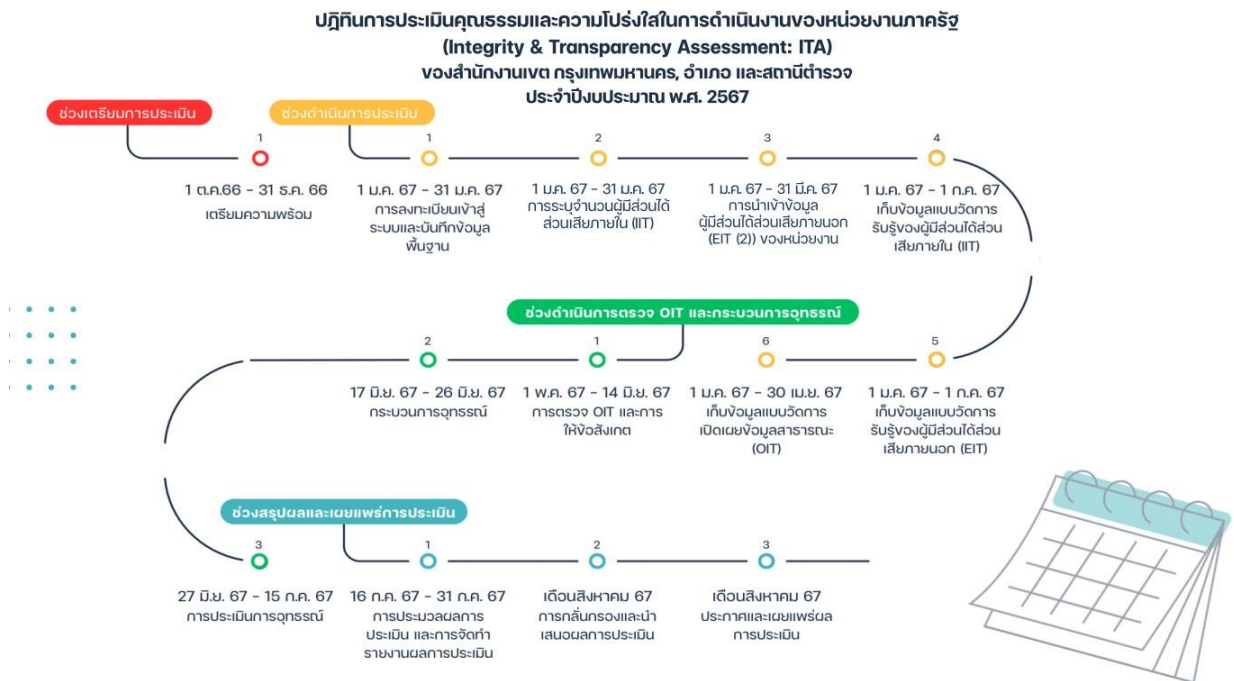 ปฏิทินการประเมินคุณธรรมและความโปร่งใสในการดำเนินงานของหน่วยงานภาครัฐ
(Integrity & Transparency Assessment: ITA)
ของสำนักงานเขต กรุงเทพมหานคร, อำเภอ และสถานีตำรวจ
ประจำปีงบประมาณ พ.ศ. 2567
ช่วงเตรียมการประเมิน
1
1 ต.ค.66 - 31 ธ.ค. 66
เตรียมความพร้อม
ช่วงดำเนินการประเมิน
1
1 ม.ค. 67 - 31 ม.ค. 67
การลงทะเบียนเข้าสู่
ระบบและบันทึกข้อมูล
พื้นฐาน
2
1 ม.ค. 67 - 31 ม.ค. 67
การระบุจำนวนผู้มีส่วนได้
ส่วนเสียภายใน (IIT)
3
1 ม.ค. 67 - 31 มี.ค. 67
การนำเข้าข้อมูล
ผู้มีส่วนได้ส่วนเสียภายนอก
(EIT (2)) ของหน่วยงาน
4
1 ม.ค. 67 - 1 ก.ค. 67
เก็บข้อมูลแบบวัดการ
รับรู้ของผู้มีส่วนได้ส่วน
เสียภายใน (IIT)
5
1 ม.ค. 67 - 1 ก.ค. 67
เก็บข้อมูลแบบวัดการ
รับรู้ของผู้มีส่วนได้ส่วน
เสียภายนอก (EIT)
6
1 ม.ค. 67 - 30 เม.ย. 67
เก็บข้อมูลแบบวัดการ
เปิดเผยข้อมูลสาธารณะ
(OIT)
ช่วงดำเนินการตรวจ OIT และกระบวนการอุทธรณ์
1
1 พ.ค. 67 - 14 มิ.ย. 67
การตรวจ OIT และการ
ให้ข้อสังเกต
2
17 มิ.ย. 67 - 26 มิ.ย. 67
กระบวนการอุทธรณ์
3
27 มิ.ย. 67 - 15 ก.ค. 67
การประเมินการอุทธรณ์
ช่วงสรุปผลและเผยแพร่การประเมิน
1
16 ก.ค. 67 - 31 ก.ค. 67
การประมวลผลการ
ประเมิน และการจัดทำ
รายงานผลการประเมิน
2
เดือนสิงหาคม 67
การกลั่นกรองและนำ
เสนอผลการประเมิน
3
เดือนสิงหาคม 67
ประกาศและเผยแพร่ผล
การประเมิน